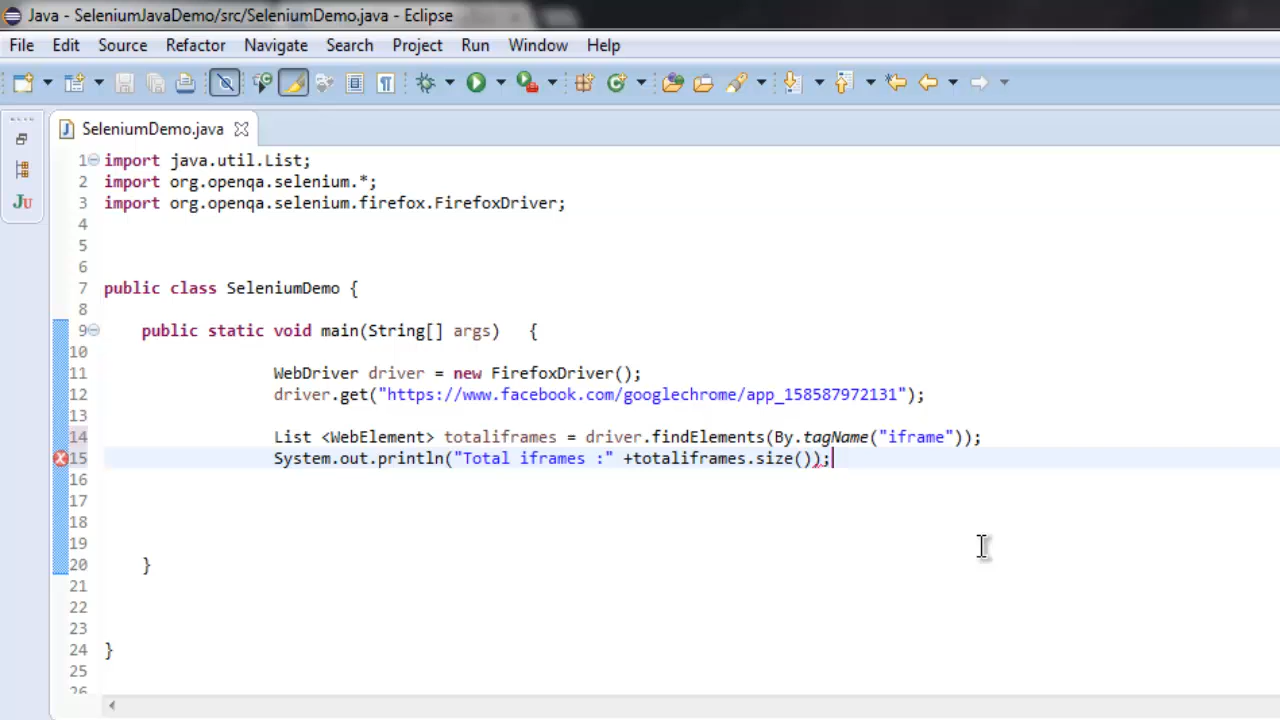 Java - SeleniumJavaDemo/src/SeleniumDemo.java - Eclipse
File Edit Source Refactor Navigate Search Project Run Window Help
SeleniumDemo.java
1 import java.util.List;
2 import org.openqa.selenium.*;
3 import org.openqa.selenium.firefox.FirefoxDriver;
4
5
6
7 public class SeleniumDemo {
8
9 public static void main(String[] args) {
10
11 WebDriver driver = new FirefoxDriver();
12 driver.get("https://www.facebook.com/googlechrome/app_158587972131");
13
14 List <WebElement> totaliframes = driver.findElements(By.tagName("iframe"));
15 System.out.println("Total iframes :" +totaliframes.size());
16
17
18
19
20 }
21
22
23
24 }
25
26
JU